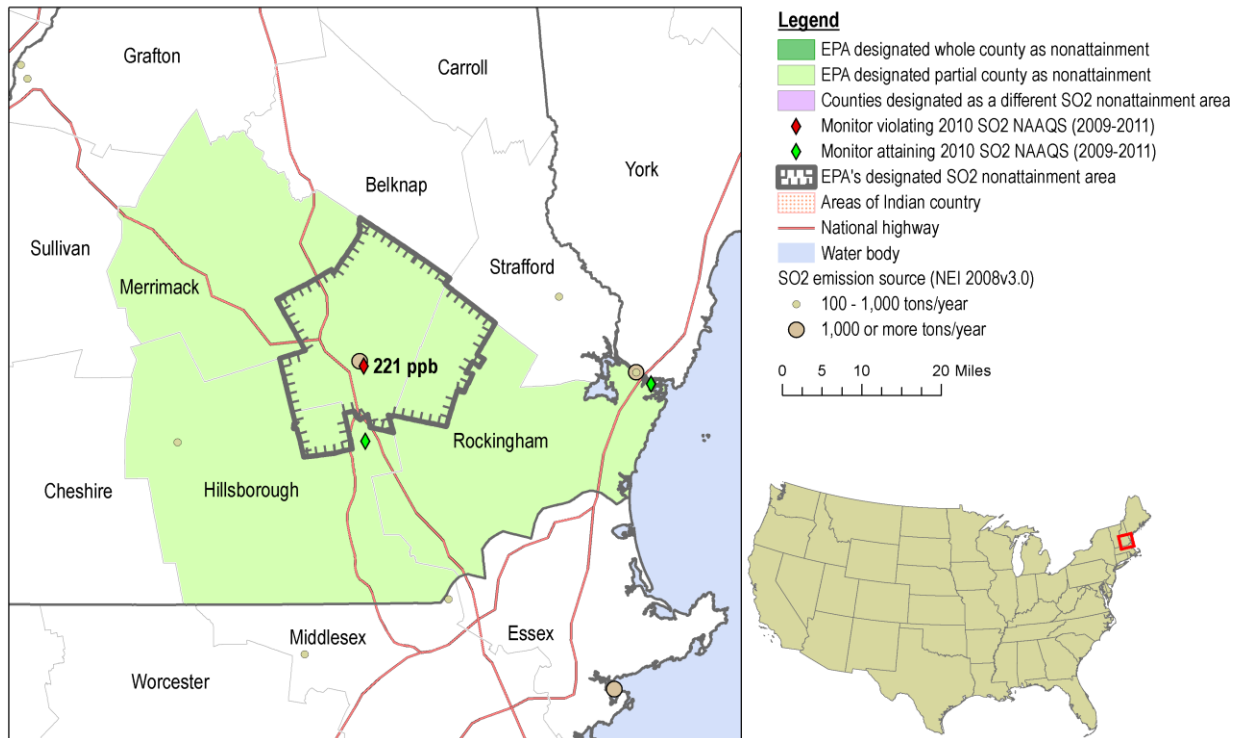 Grafton
Carroll
York
Belknap
Sullivan
Strafford
Merrimack
221 ppb
Rockingham
Cheshire
Hillsborough
Middlesex
Essex
Worcester
Legend
EPA designated whole county as nonattainment
EPA designated partial county as nonattainment
Counties designated as a different SO2 nonattainment area
Monitor violating 2010 SO2 NAAQS (2009-2011)
Monitor attaining 2010 SO2 NAAQS (2009-2011)
EPA's designated SO2 nonattainment area
Areas of Indian country
National highway
Water body
SO2 emission source (NEI 2008v3.0)
100 - 1,000 tons/year
1,000 or more tons/year
0 5 10 20 Miles